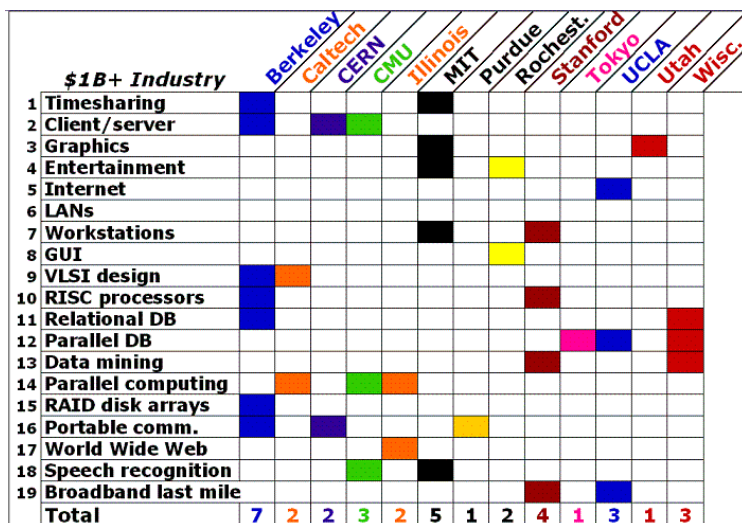 Berkeley Caltech CERN CMU Illinois MIT Purdue Rochest. Stanford Tokyo UCLA Utah Wisc.
$1B+ Industry
1 Timesharing
2 Client/server
3 Graphics
4 Entertainment
5 Internet
6 LANs
7 Workstations
8 GUI
9 VLSI design
10 RISC processors
11 Relational DB
12 Parallel DB
13 Data mining
14 Parallel computing
15 RAID disk arrays
16 Portable comm.
17 World Wide Web
18 Speech recognition
19 Broadband last mile
Total 7 2 2 3 2 5 1 2 4 1 3 1 3